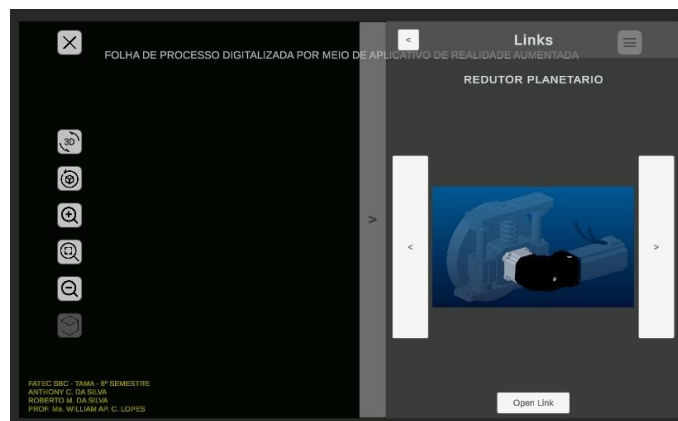 FOLHA DE PROCESSO DIGITALIZADA POR MEIO DE APLICATIVO DE REALIDADE AUMENTADA
3D
FATEC SBC - TAMA - 6º SEMESTRE
ANTHONY C. DA SILVA
ROBERTO M. DA SILVA
PROF. Me. WILLIAM AP. C. LOPES
>
<
Links
REDUTOR PLANETARIO
<
>
Open Link